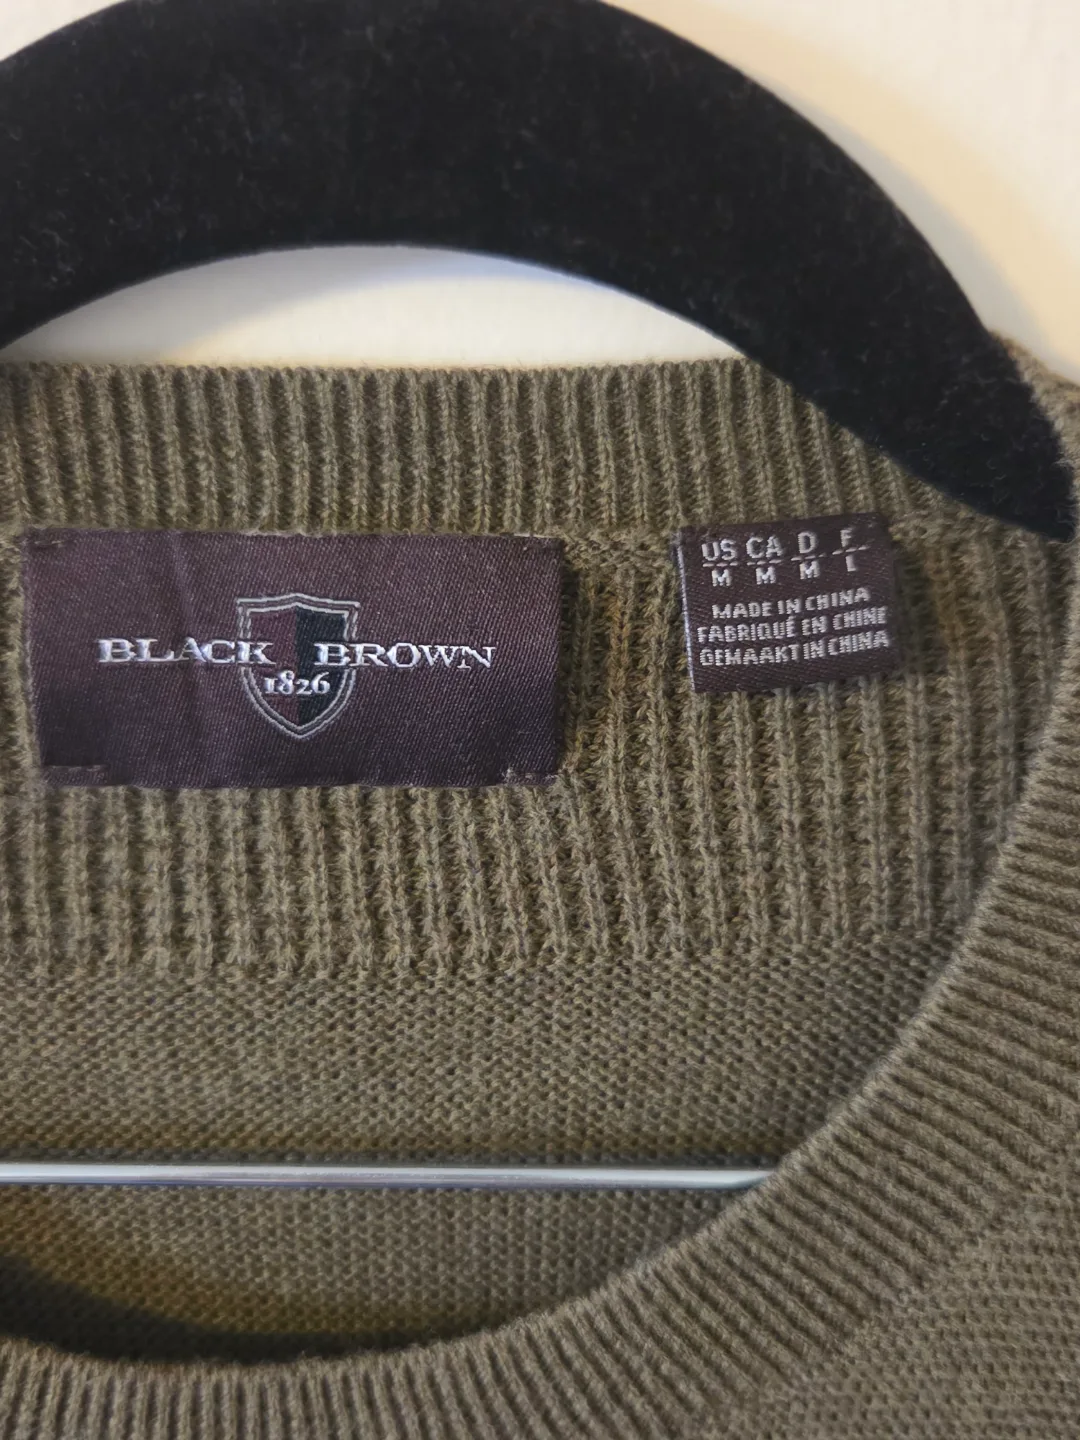 BLACK BROWN
1826
US CA D F
M M M L
MADE IN CHINA
FABRIQUÉ EN CHINE
GEMAAKT IN CHINA